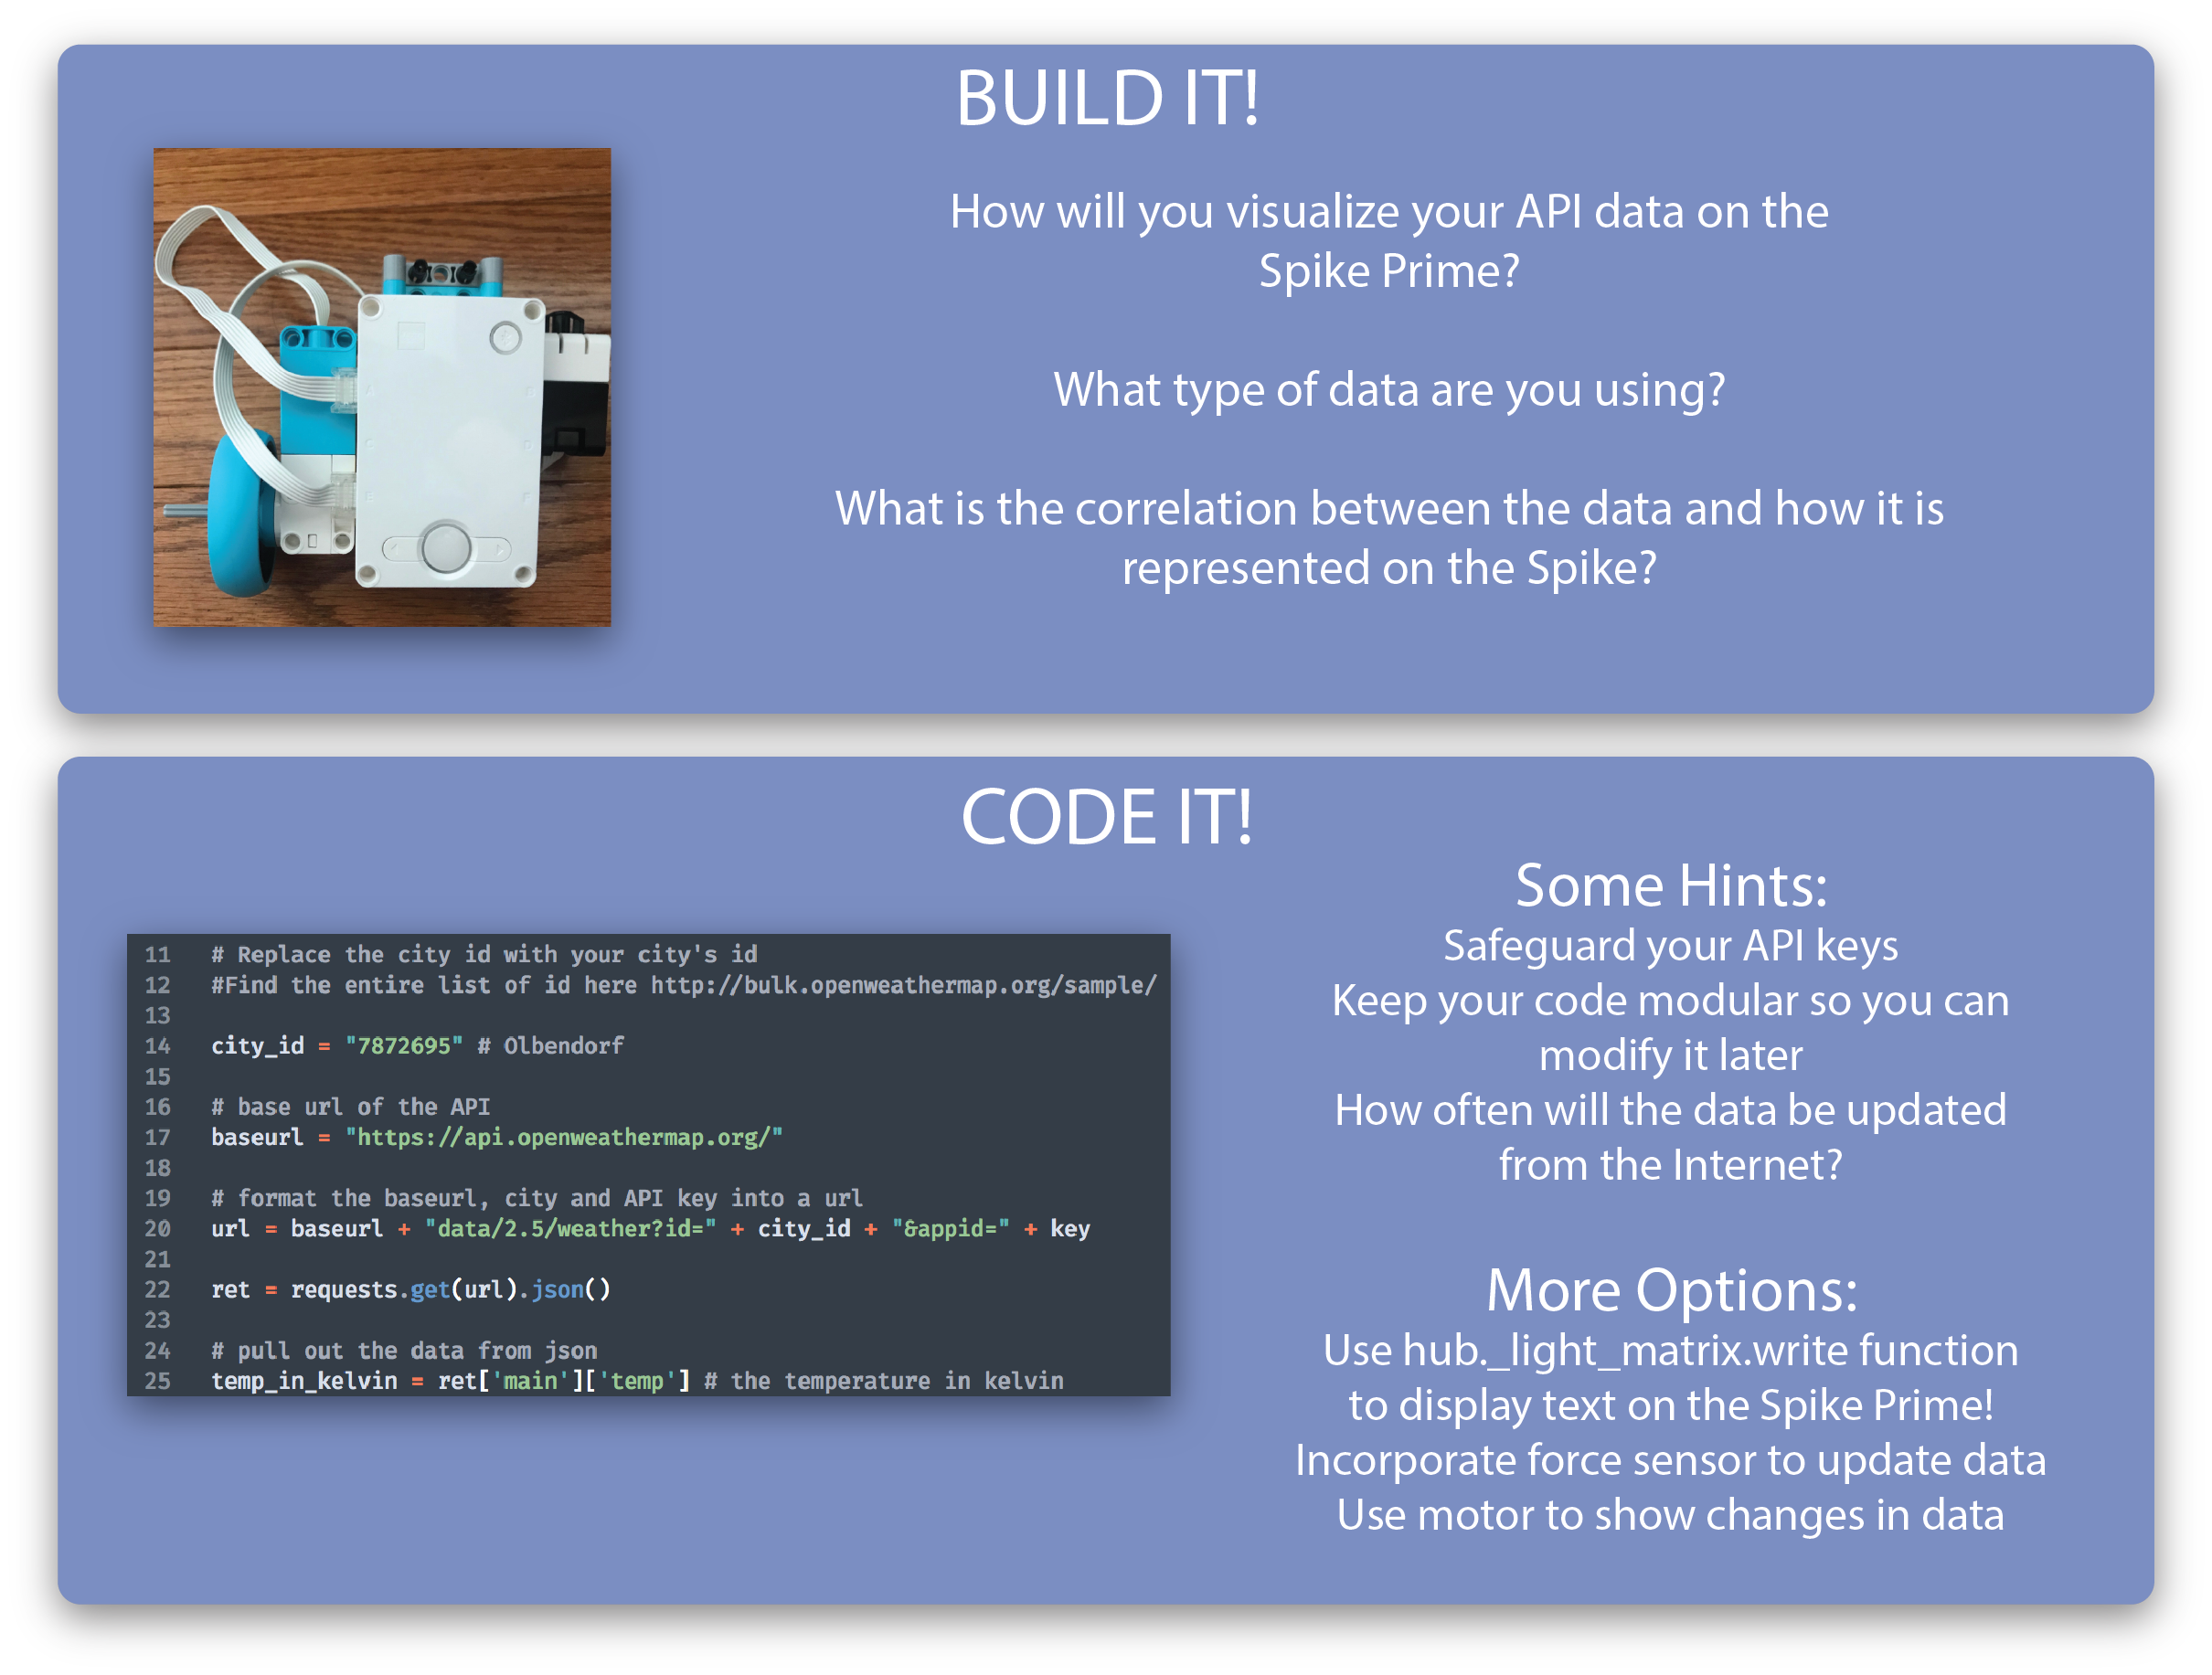 BUILD IT!
How will you visualize your API data on the
Spike Prime?
What type of data are you using?
What is the correlation between the data and how it is
represented on the Spike?
CODE IT!
11 # Replace the city id with your city's id
12 #Find the entire list of id here http://bulk.openweathermap.org/sample/
13
14 city_id = "7872695" # Olbendorf
15
16 # base url of the API
17 baseurl = "https://api.openweathermap.org/"
18
19 # format the baseurl, city and API key into a url
20 url = baseurl + "data/2.5/weather?id=" + city_id + "&appid=" + key
21
22 ret = requests.get(url).json()
23
24 # pull out the data from json
25 temp_in_kelvin = ret['main']['temp'] # the temperature in kelvin
Some Hints:
Safeguard your API keys
Keep your code modular so you can
modify it later
How often will the data be updated
from the Internet?
More Options:
Use hub._light_matrix.write function
to display text on the Spike Prime!
Incorporate force sensor to update data
Use motor to show changes in data